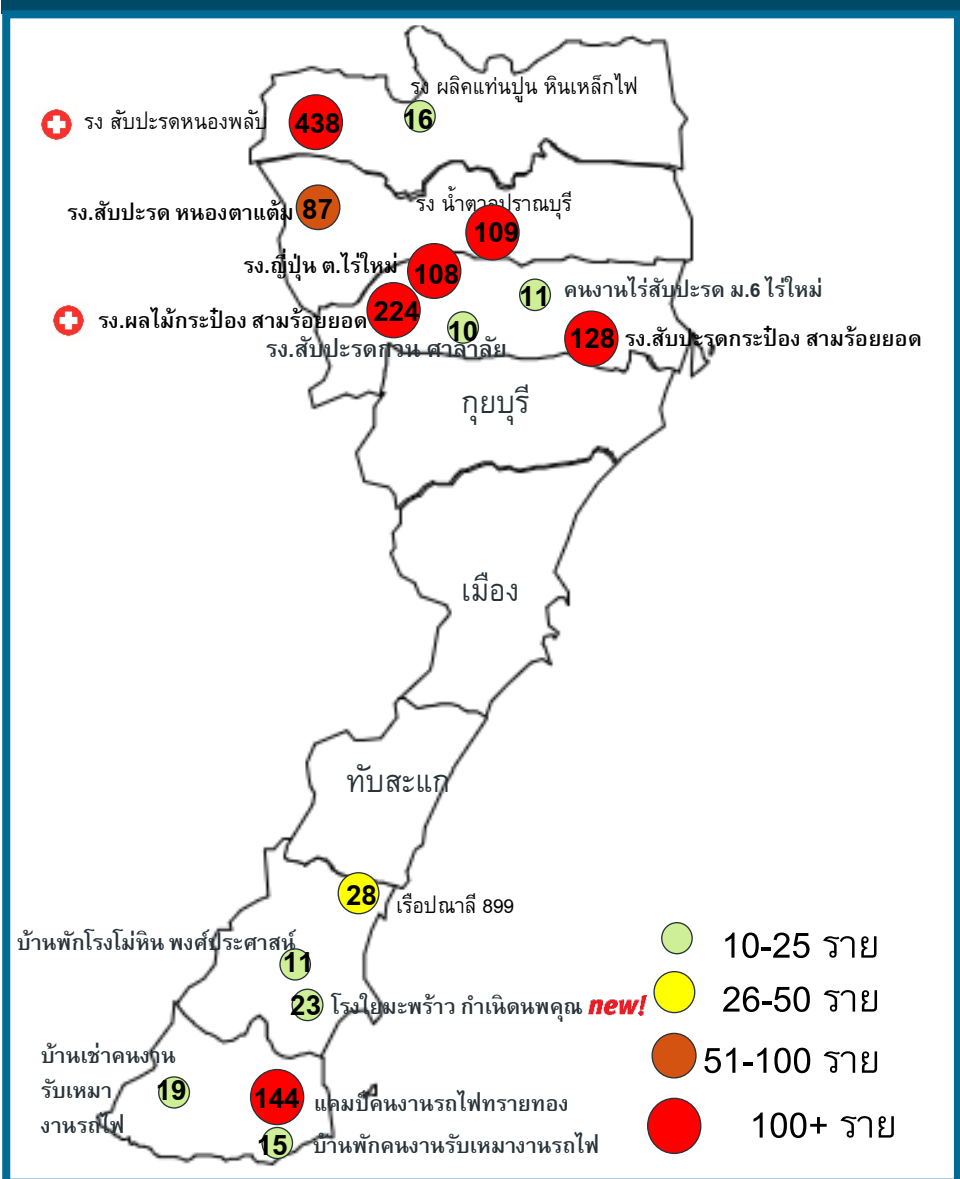 รง ผลิคแท่นปูน หินเหล็กไฟ
รง สับปะรดหนองพลับ
438
16
รง.สับปะรด หนองตาแต้ม
87
รง น้ำตาลปราณบุรี
109
รง.ญี่ปุ่น ต.ไร่ใหม่
108
11
คนงานไร่สับปะรด ม.6 ไร่ใหม่
รง.ผลไม้กระป๋อง สามร้อยยอด
224
10
128
รง.สับปะรดกระป๋อง สามร้อยยอด
รง.สับปะรดกวน ศาลาลัย
กุยบุรี
เมือง
ทับสะแก
28
เรือปณาลี 899
บ้านพักโรงโม่หิน พงศ์ประศาสน์
11
23
โรงใยมะพร้าว กำเนิดนพคุณ new!
บ้านเช่าคนงาน
รับเหมา
งานรถไฟ
19
144
แคมป์คนงานรถไฟทรายทอง
15
บ้านพักคนงานรับเหมางานรถไฟ
10-25 ราย
26-50 ราย
51-100 ราย
100+ ราย